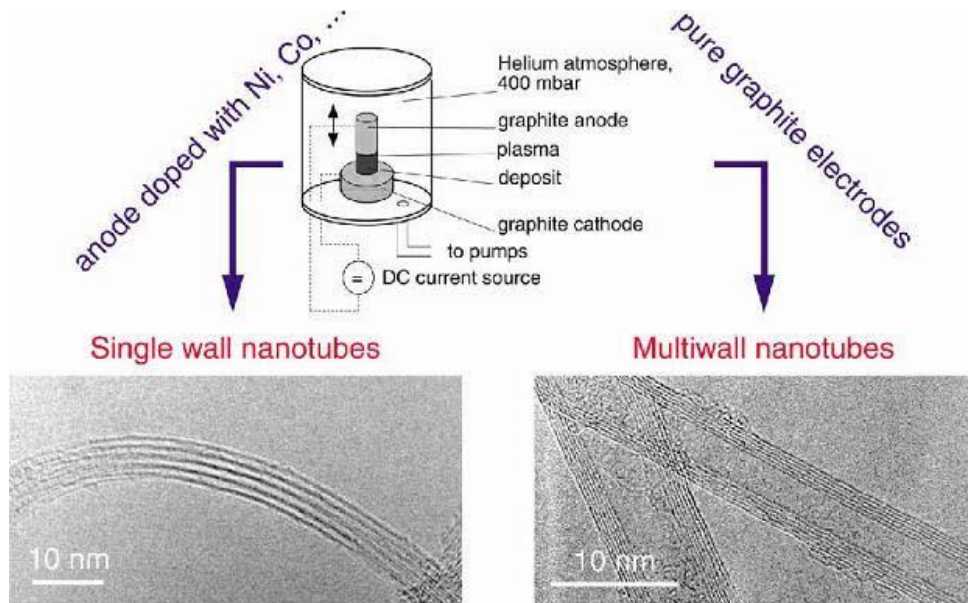 anode doped with Ni, Co, ...
pure graphite electrodes
Helium atmosphere,
400 mbar
graphite anode
plasma
deposit
graphite cathode
to pumps
= DC current source
Single wall nanotubes
Multiwall nanotubes
10 nm
10 nm